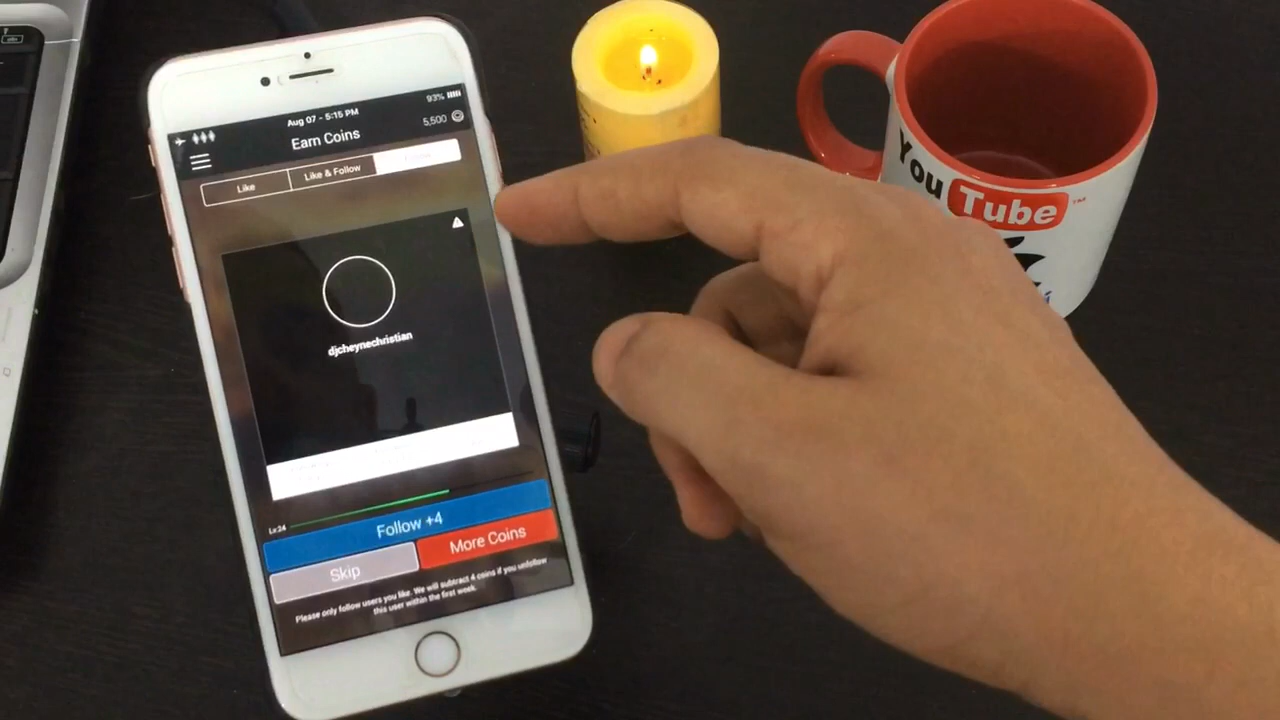 93%
Aug 07 - 5:15 PM
5,500
Earn Coins
Like
Like & Follow
djcheynechristian
Lv.24
Follow +4
Skip
More Coins
Please only follow users you like. We will subtract 4 coins if you unfollow
this user within the first week.
You Tube ™